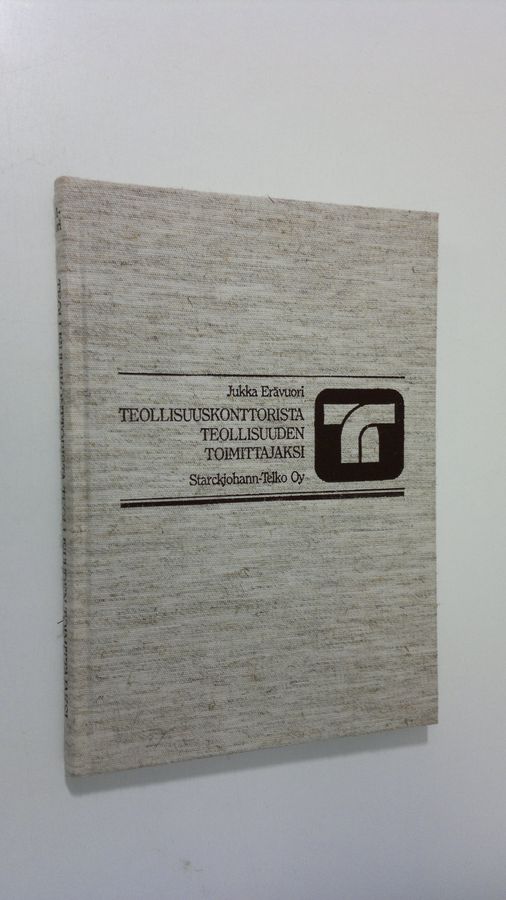 Jukka Erävuori
TEOLLISUUSKONTTORISTA
TEOLLISUUDEN
TOIMITTAJAKSI
Starckjohann-Telko Oy